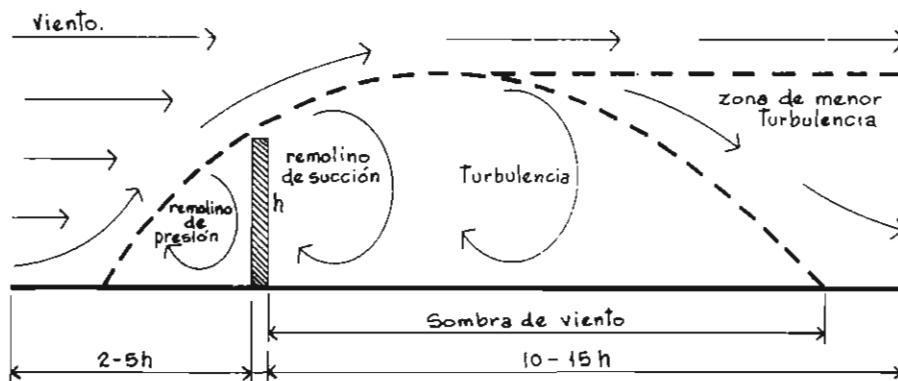 Viento.
zona de menor
Turbulencia
remolino
de succión
Turbulencia
remolino
de
presión
h
Sombra de viento
2-5h
10-15h